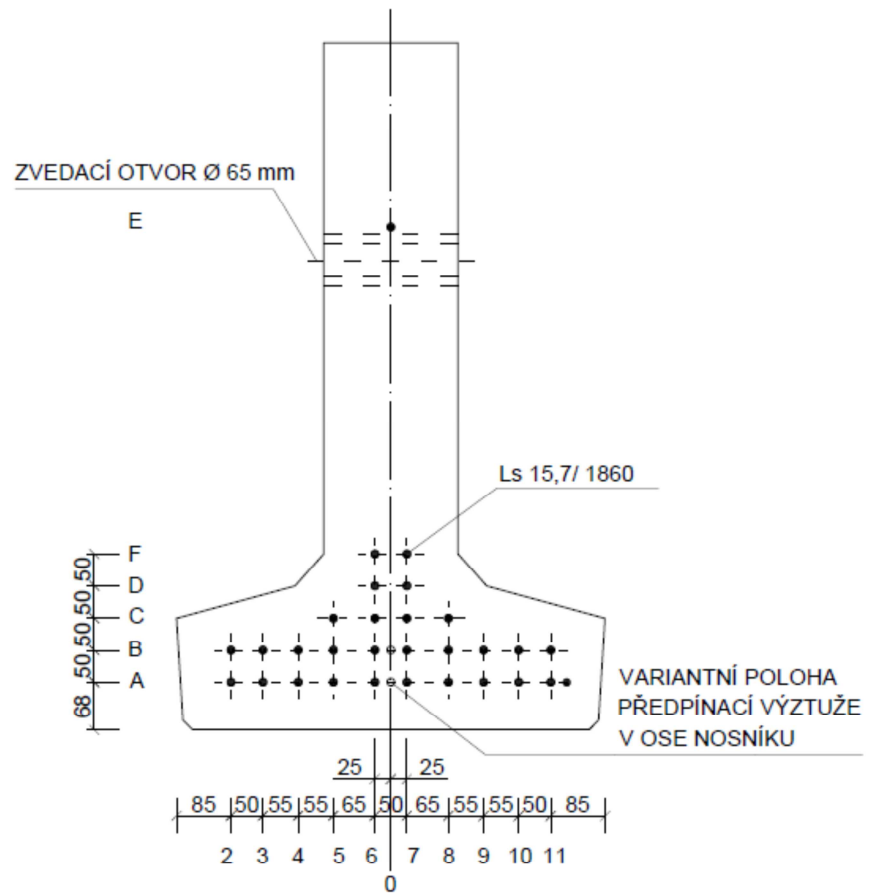 ZVEDACÍ OTVOR Ø 65 mm
E
Ls 15,7/ 1860
F
50
D
50
C
50
B
50
A
68
VARIANTNÍ POLOHA
PŘEDPÍNACÍ VÝZTUŽE
V OSE NOSNÍKU
25 25
85 50 55 55 65 50 65 55 55 50 85
2 3 4 5 6 7 8 9 10 11
0